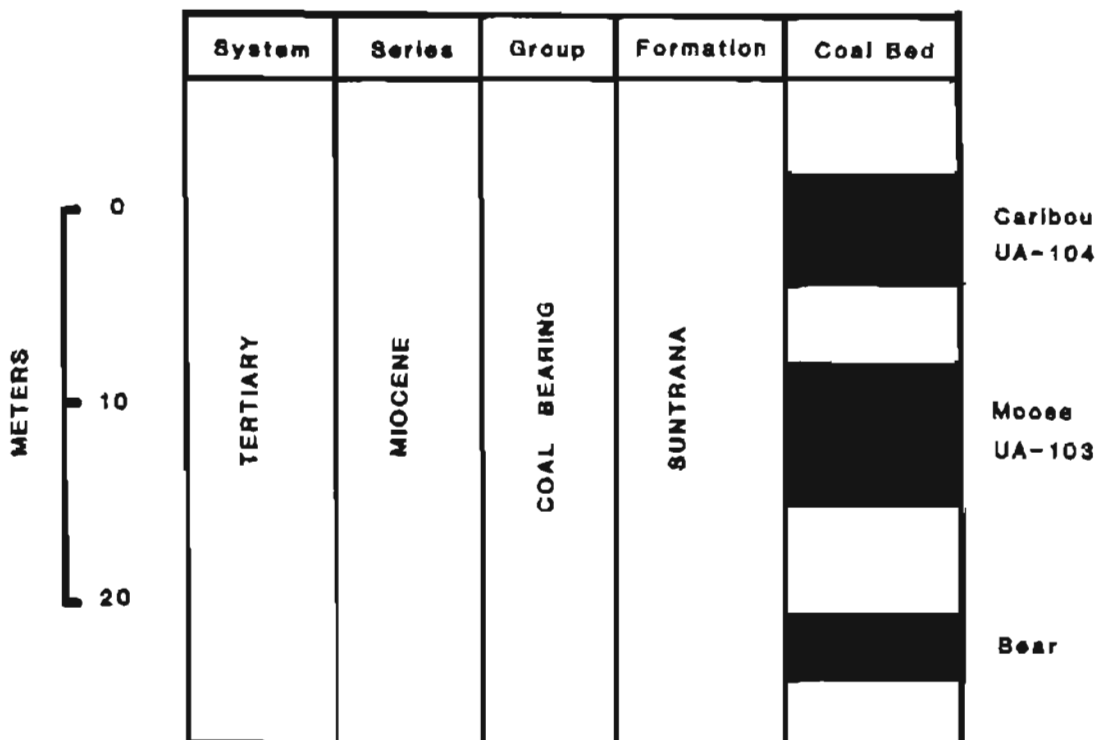 System Series Group Formation Coal Bed
0
Caribou
UA-104
METERS
TERTIARY
MIOCENE
COAL BEARING
SUNTRANA
10
Moose
UA-103
20
Bear